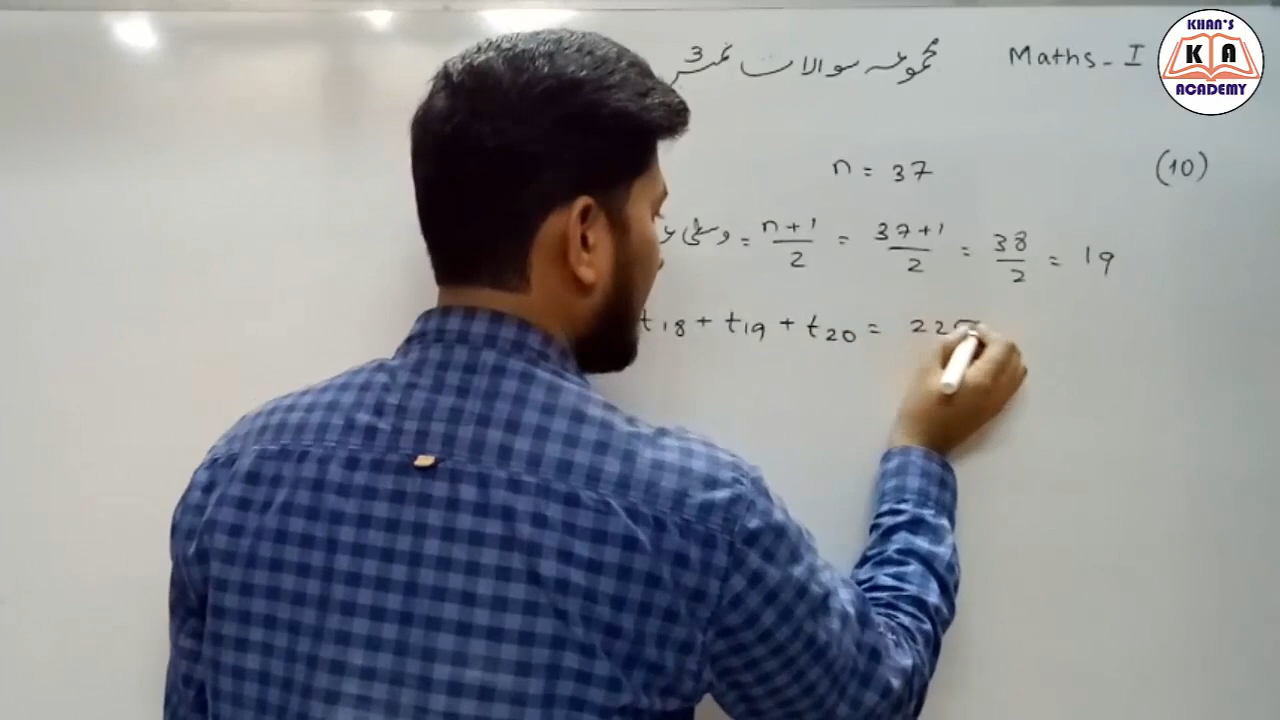 مجموعہ سوالات نمبر 3 Maths - I
KHAN'S
K A
ACADEMY
(10) n = 37
وسطی = n+1/2 = 37+1/2 = 38/2 = 19
t18 + t19 + t20 = 225